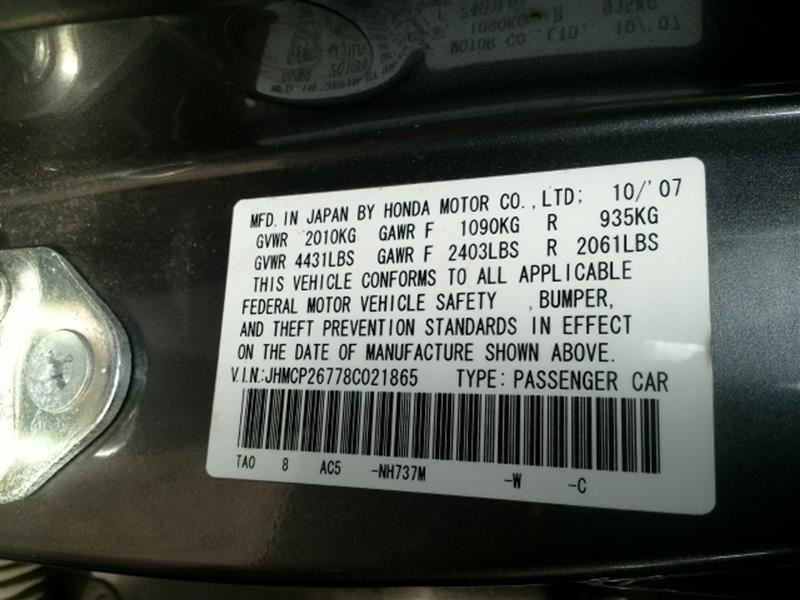 MFD. IN JAPAN BY HONDA MOTOR CO., LTD; 10/'07
GVWR 2010KG GAWR F 1090KG R 935KG
GVWR 4431LBS GAWR F 2403LBS R 2061LBS
THIS VEHICLE CONFORMS TO ALL APPLICABLE
FEDERAL MOTOR VEHICLE SAFETY , BUMPER,
AND THEFT PREVENTION STANDARDS IN EFFECT
ON THE DATE OF MANUFACTURE SHOWN ABOVE.
V.I.N.:JHMCP26778C021865 TYPE: PASSENGER CAR
TA0 8 AC5 -NH737M -W -C